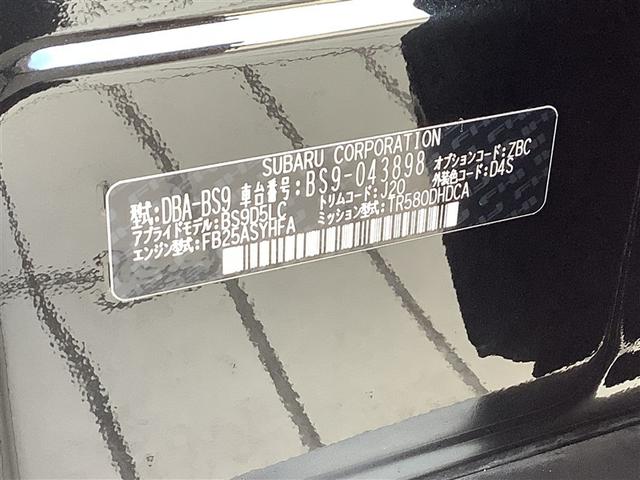 SUBARU CORPORATION
型式:DBA-BS9 車台番号:BS9-043898 オプションコード:ZBC
アプライドモデル:BS9D5LC トリムコード:J20 外装色コード:D4S
エンジン型式:FB25ASYHFA ミッション型式:TR580DHDCA